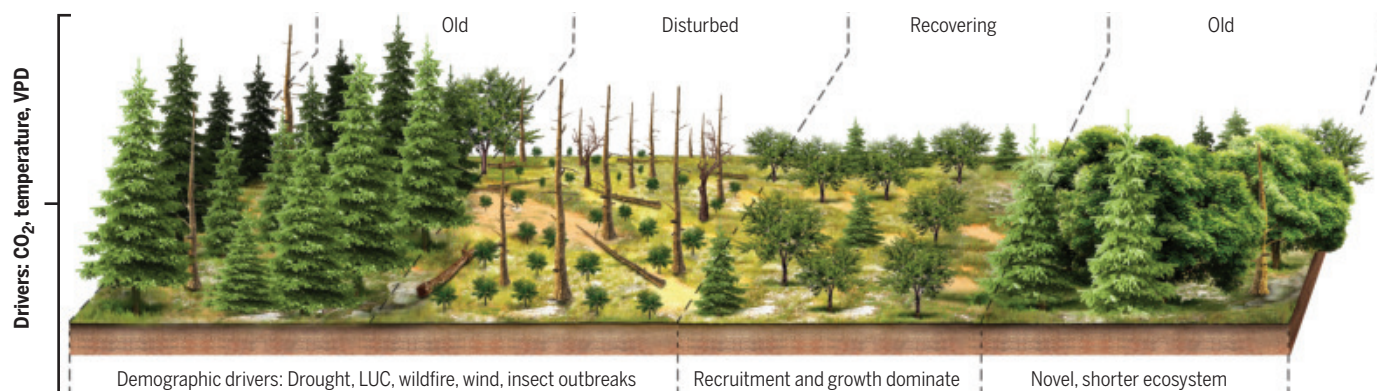 Old
Disturbed
Recovering
Old
Drivers: CO₂, temperature, VPD
Demographic drivers: Drought, LUC, wildfire, wind, insect outbreaks
Recruitment and growth dominate
Novel, shorter ecosystem